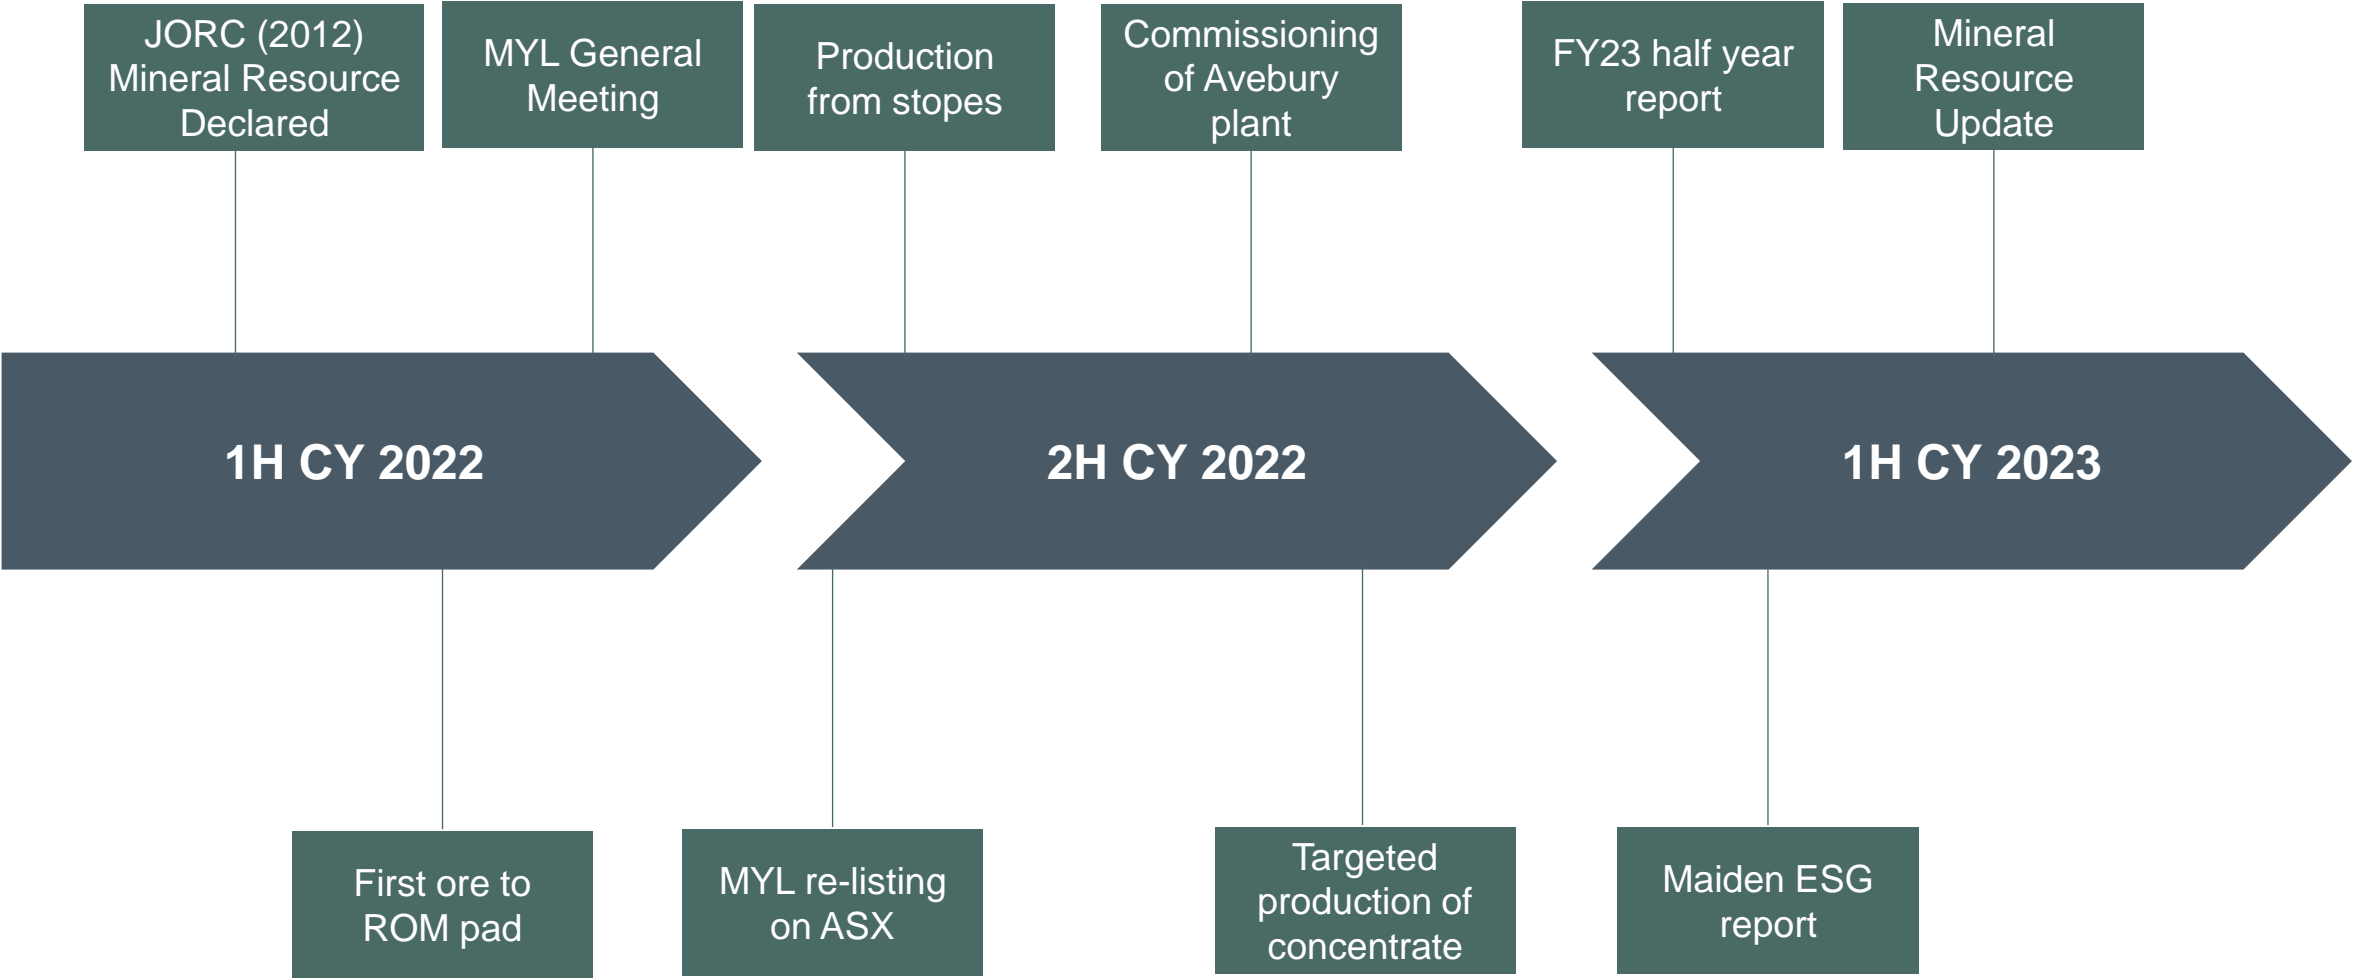 JORC (2012)
Mineral Resource
Declared
MYL General
Meeting
Production
from stopes
Commissioning
of Avebury
plant
FY23 half year
report
Mineral
Resource
Update
1H CY 2022
2H CY 2022
1H CY 2023
First ore to
ROM pad
MYL re-listing
on ASX
Targeted
production of
concentrate
Maiden ESG
report